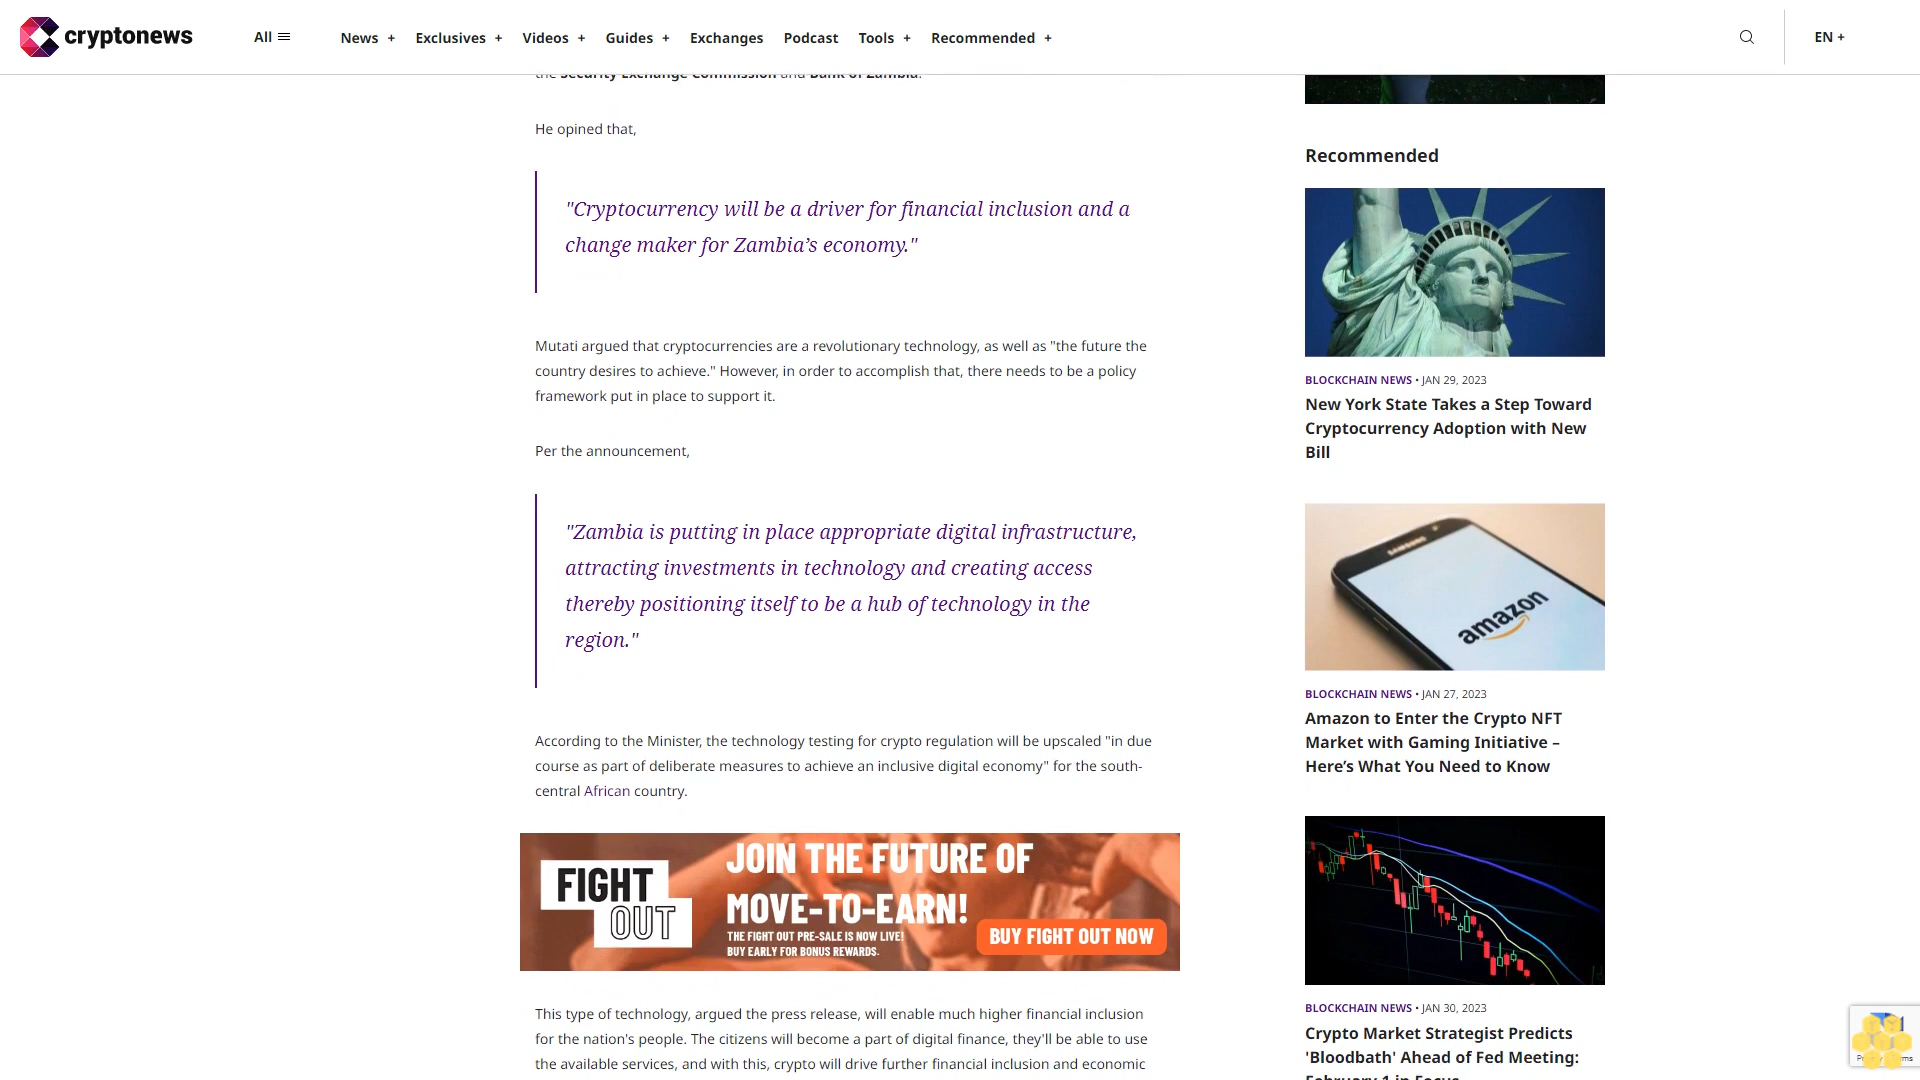 cryptonews
All
News +
Exclusives +
Videos +
Guides +
Exchanges
Podcast
Tools +
Recommended +
EN +
the Security Exchange Commission and Bank of Zambia.
He opined that,
"Cryptocurrency will be a driver for financial inclusion and a
change maker for Zambia’s economy."
Mutati argued that cryptocurrencies are a revolutionary technology, as well as "the future the
country desires to achieve." However, in order to accomplish that, there needs to be a policy
framework put in place to support it.
Per the announcement,
"Zambia is putting in place appropriate digital infrastructure,
attracting investments in technology and creating access
thereby positioning itself to be a hub of technology in the
region."
According to the Minister, the technology testing for crypto regulation will be upscaled "in due
course as part of deliberate measures to achieve an inclusive digital economy" for the south-
central African country.
FIGHT
OUT
JOIN THE FUTURE OF
MOVE-TO-EARN!
THE FIGHT OUT PRE-SALE IS NOW LIVE!
BUY EARLY FOR BONUS REWARDS.
BUY FIGHT OUT NOW
This type of technology, argued the press release, will enable much higher financial inclusion
for the nation's people. The citizens will become a part of digital finance, they'll be able to use
the available services, and with this, crypto will drive further financial inclusion and economic
Recommended
BLOCKCHAIN NEWS • JAN 29, 2023
New York State Takes a Step Toward
Cryptocurrency Adoption with New
Bill
SAMSUNG
amazon
BLOCKCHAIN NEWS • JAN 27, 2023
Amazon to Enter the Crypto NFT
Market with Gaming Initiative –
Here’s What You Need to Know
BLOCKCHAIN NEWS • JAN 30, 2023
Crypto Market Strategist Predicts
'Bloodbath' Ahead of Fed Meeting:
February 1 in Focus